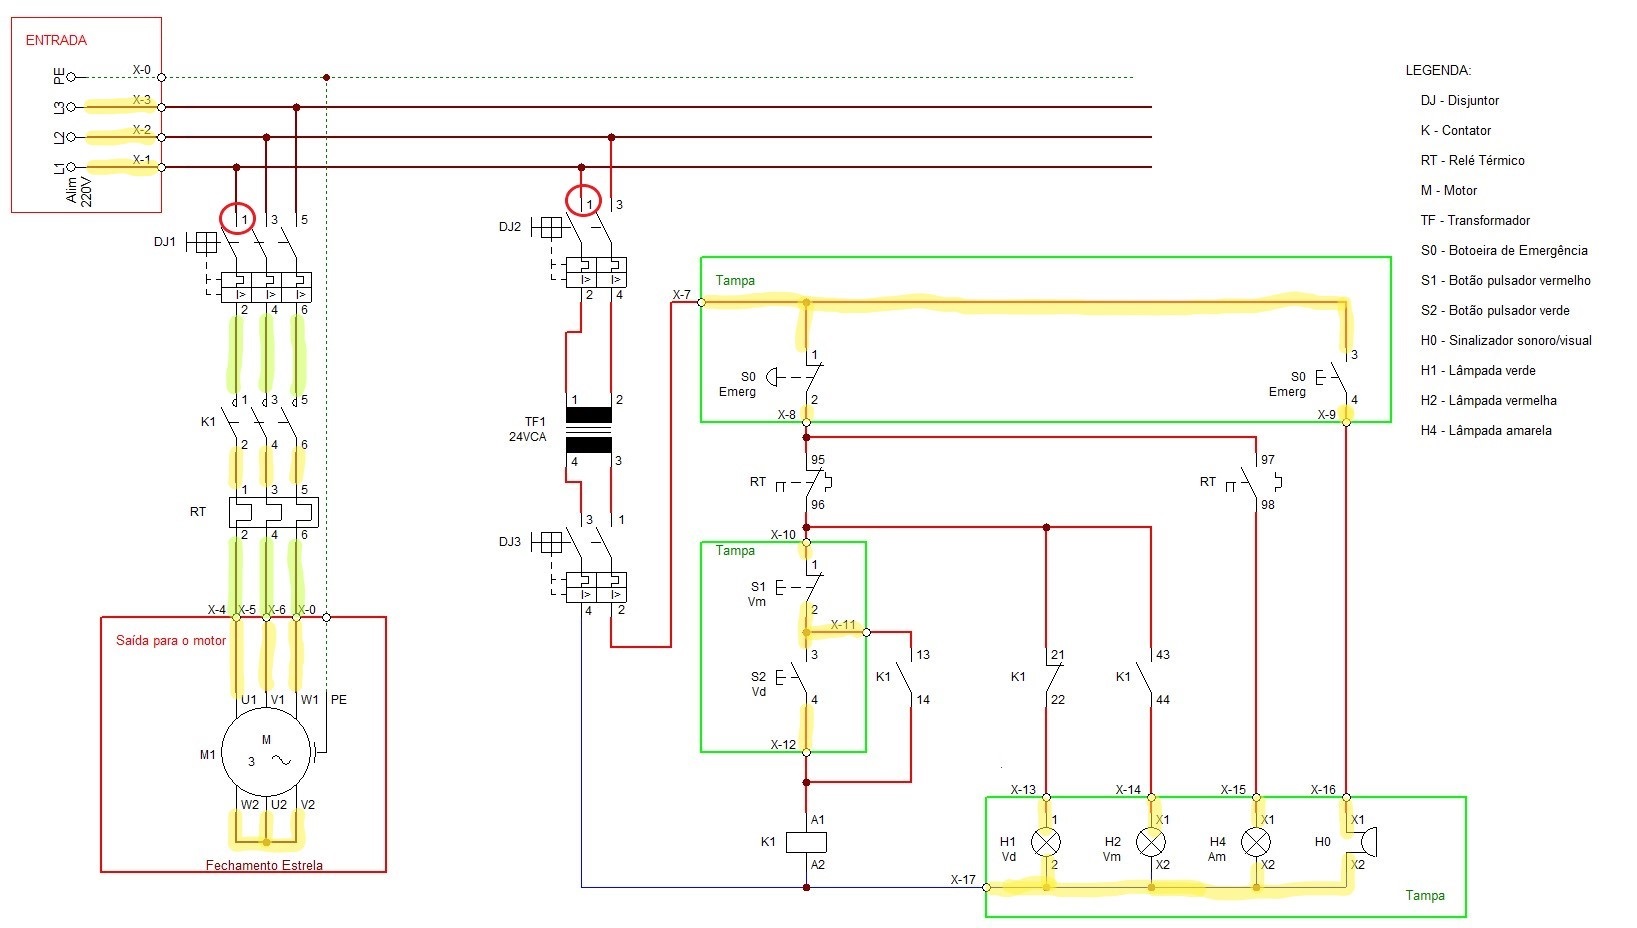 ENTRADA
PE
X-0
L3
X-3
L2
X-2
L1
X-1
Alim
220V
1 3 5
DJ1
I> I> I>
2 4 6
1 3 5
K1
2 4 6
1 3 5
RT
2 4 6
X-4 X-5 X-6 X-0
Saída para o motor
U1 V1 W1 PE
M1
M
3
W2 U2 V2
Fechamento Estrela
1 3
DJ2
I> I>
2 4
1 2
TF1
24VCA
4 3
3 1
DJ3
I> I>
4 2
X-7
Tampa
1
S0
Emerg
2
X-8
3
S0
Emerg
4
X-9
95
RT
96
97
RT
98
X-10
Tampa
1
S1
Vm
2
X-11
3
S2
Vd
4
X-12
13
K1
14
21
K1
22
43
K1
44
A1
K1
A2
X-13 X-14 X-15 X-16
1 X1 X1 X1
H1
Vd
H2
Vm
H4
Am
H0
2 X2 X2 X2
X-17
Tampa
LEGENDA:
DJ - Disjuntor
K - Contator
RT - Relé Térmico
M - Motor
TF - Transformador
S0 - Botoeira de Emergência
S1 - Botão pulsador vermelho
S2 - Botão pulsador verde
H0 - Sinalizador sonoro/visual
H1 - Lâmpada verde
H2 - Lâmpada vermelha
H4 - Lâmpada amarela